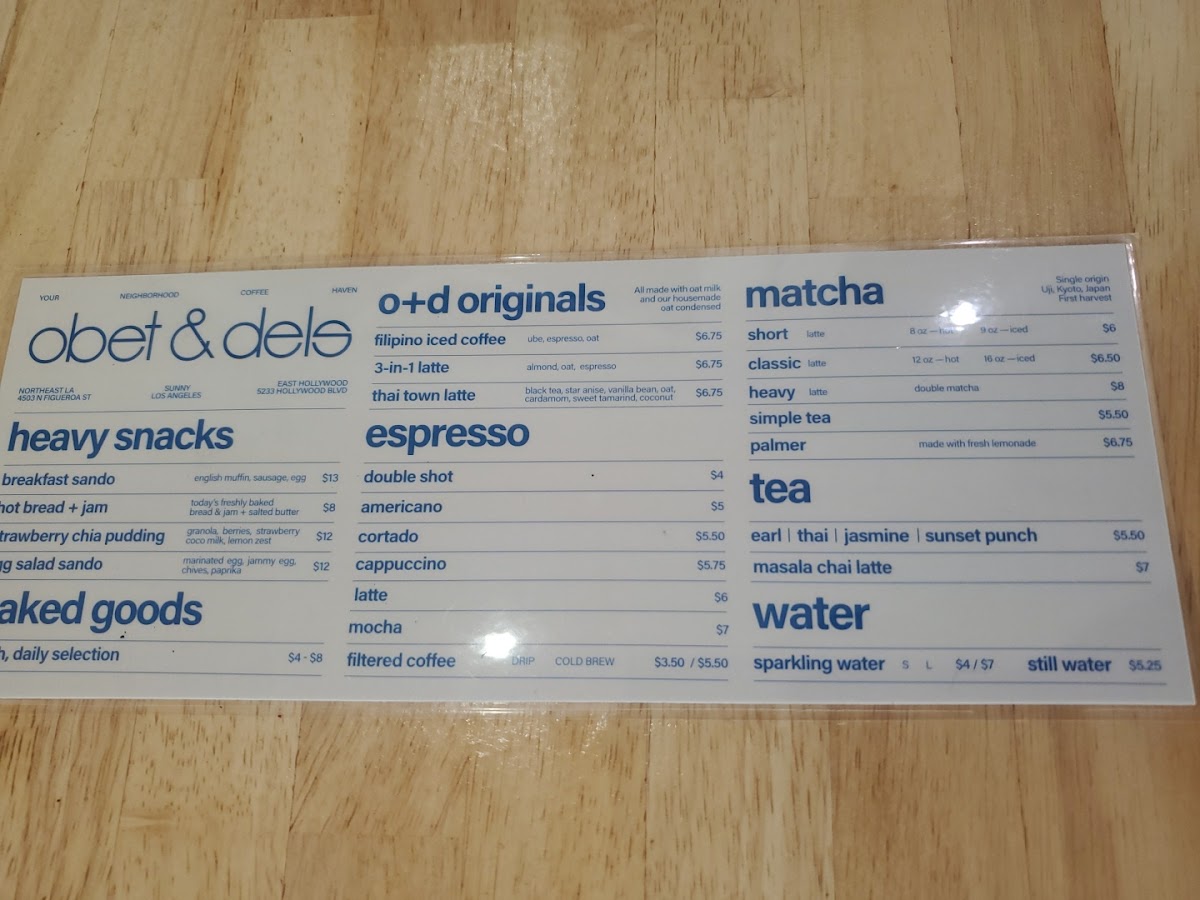 YOUR NEIGHBORHOOD COFFEE HAVEN
obet & dels
NORTHEAST LA
4503 N FIGUEROA ST
SUNNY
LOS ANGELES
EAST HOLLYWOOD
5233 HOLLYWOOD BLVD
heavy snacks
breakfast sando english muffin, sausage, egg $13
hot bread + jam today's freshly baked
bread & jam + salted butter $8
trawberry chia pudding granola, berries, strawberry
coco milk, lemon zest $12
gg salad sando marinated egg, jammy egg,
chives, paprika $12
aked goods
h, daily selection $4 - $8
o+d originals
All made with oat milk
and our housemade
oat condensed
filipino iced coffee ube, espresso, oat $6.75
3-in-1 latte almond, oat, espresso $6.75
thai town latte black tea, star anise, vanilla bean, oat,
cardamom, sweet tamarind, coconut $6.75
espresso
double shot $4
americano $5
cortado $5.50
cappuccino $5.75
latte $6
mocha $7
filtered coffee DRIP COLD BREW $3.50 / $5.50
matcha
Single origin
Uji, Kyoto, Japan
First harvest
short latte 8 oz — hot 9 oz — iced $6
classic latte 12 oz — hot 16 oz — iced $6.50
heavy latte double matcha $8
simple tea $5.50
palmer made with fresh lemonade $6.75
tea
earl | thai | jasmine | sunset punch $5.50
masala chai latte $7
water
sparkling water S L $4 / $7 still water $5.25